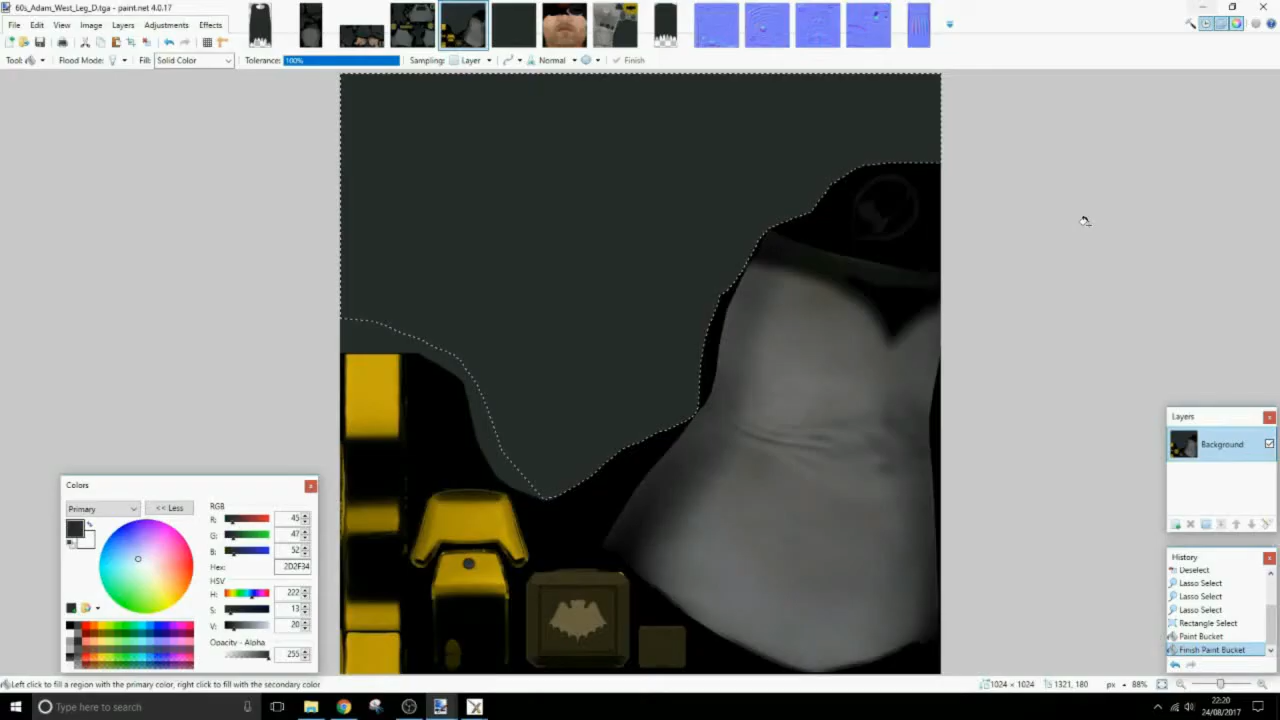 60s_Adam_West_Leg_D.tga - paint.net 4.0.17
File Edit View Image Layers Adjustments Effects
Tool: Flood Mode: Fill: Solid Color Tolerance: 100% Sampling: Layer Normal Finish
Layers
Background
Colors
Primary << Less
RGB
R: 45
G: 47
B: 52
Hex: 2D2F34
HSV
H: 222
S: 13
V: 20
Opacity - Alpha
255
History
Deselect
Lasso Select
Lasso Select
Lasso Select
Rectangle Select
Paint Bucket
Finish Paint Bucket
Left click to fill a region with the primary color, right click to fill with the secondary color 1024 × 1024 1321, 180 px 88%
Type here to search
22:20
24/08/2017